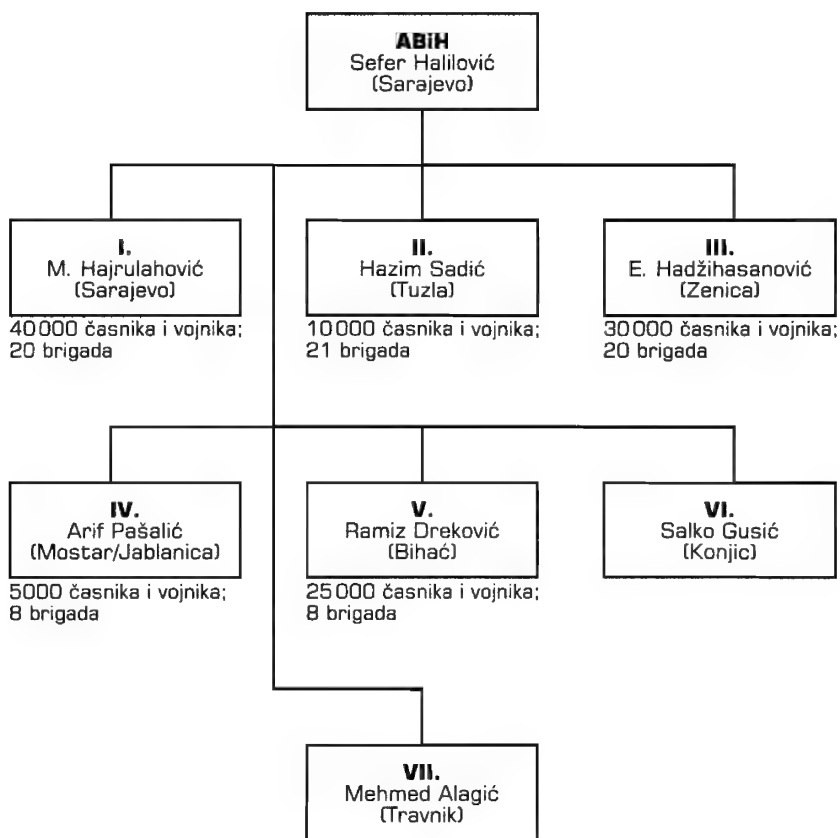 ABiH
Sefer Halilović
(Sarajevo)
I.
M. Hajrulahović
(Sarajevo)
40 000 časnika i vojnika;
20 brigada
II.
Hazim Sadić
(Tuzla)
10 000 časnika i vojnika;
21 brigada
III.
E. Hadžihasanović
(Zenica)
30 000 časnika i vojnika;
20 brigada
IV.
Arif Pašalić
(Mostar/Jablanica)
5000 časnika i vojnika;
8 brigada
V.
Ramiz Dreković
(Bihać)
25 000 časnika i vojnika;
8 brigada
VI.
Salko Gusić
(Konjic)
VII.
Mehmed Alagić
(Travnik)